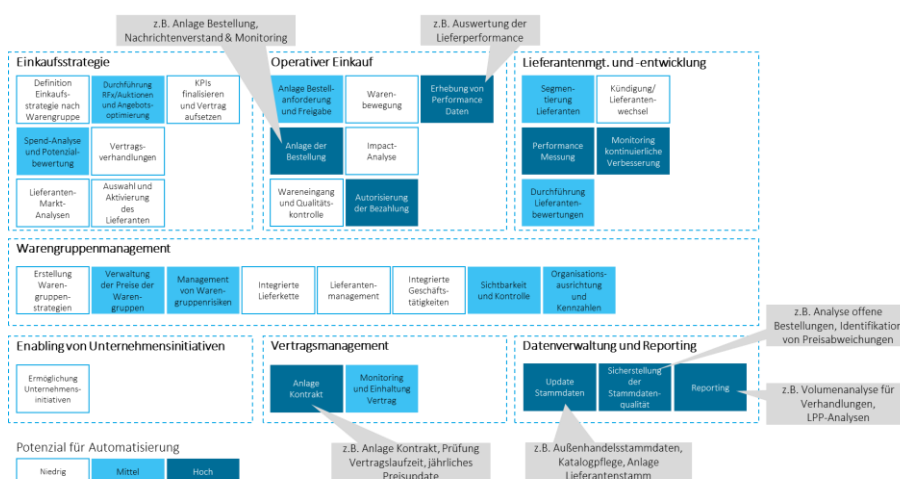 z.B. Anlage Bestellung,
Nachrichtenverstand & Monitoring
z.B. Auswertung der
Lieferperformance
Einkaufsstrategie
Definition
Einkaufs-
strategie nach
Warengruppe
Durchführung
RFx/Auktionen
und Angebots-
optimierung
KPIs
finalisieren
und Vertrag
aufsetzen
Spend-Analyse
und Potenzial-
bewertung
Vertrags-
verhandlungen
Lieferanten-
Markt-
Analysen
Auswahl und
Aktivierung
des
Lieferanten
Operativer Einkauf
Anlage Bestell-
anforderung
und Freigabe
Waren-
bewegung
Erhebung von
Performance
Daten
Anlage der
Bestellung
Impact-
Analyse
Wareneingang
und Qualitäts-
kontrolle
Autorisierung
der Bezahlung
Lieferantenmgt. und -entwicklung
Segmen-
tierung
Lieferanten
Kündigung/
Lieferanten-
wechsel
Performance
Messung
Monitoring
kontinuierliche
Verbesserung
Durchführung
Lieferanten-
bewertungen
Warengruppenmanagement
Erstellung
Waren-
gruppen-
strategien
Verwaltung
der Preise der
Waren-
gruppen
Management
von Waren-
gruppenrisiken
Integrierte
Lieferkette
Lieferanten-
management
Integrierte
Geschäfts-
tätigkeiten
Sichtbarkeit
und Kontrolle
Organisations-
ausrichtung
und
Kennzahlen
z.B. Analyse offene
Bestellungen, Identifikation
von Preisabweichungen
Enabling von Unternehmensinitiativen
Ermöglichung
Unternehmens-
initiativen
Vertragsmanagement
Anlage
Kontrakt
Monitoring
und Einhaltung
Vertrag
Datenverwaltung und Reporting
Update
Stammdaten
Sicherstellung
der
Stammdaten-
qualität
Reporting
z.B. Volumenanalyse für
Verhandlungen,
LPP-Analysen
z.B. Anlage Kontrakt, Prüfung
Vertragslaufzeit, jährliches
Preisupdate
z.B. Außenhandelsstammdaten,
Katalogpflege, Anlage
Lieferantenstamm
Potenzial für Automatisierung
Niedrig
Mittel
Hoch